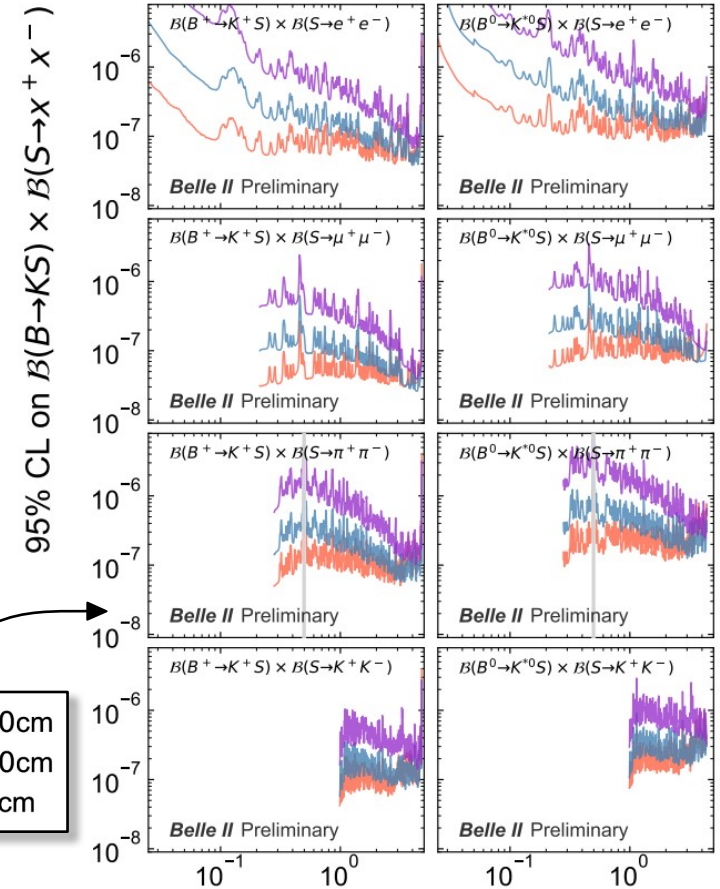 95% CL on B(B→KS) × B(S→x⁺x⁻)
B(B⁺→K⁺S) × B(S→e⁺e⁻)
10⁻⁶
10⁻⁷
10⁻⁸
Belle II Preliminary
B(B⁰→K*⁰S) × B(S→e⁺e⁻)
Belle II Preliminary
B(B⁺→K⁺S) × B(S→μ⁺μ⁻)
10⁻⁶
10⁻⁷
10⁻⁸
Belle II Preliminary
B(B⁰→K*⁰S) × B(S→μ⁺μ⁻)
Belle II Preliminary
B(B⁺→K⁺S) × B(S→π⁺π⁻)
10⁻⁶
10⁻⁷
10⁻⁸
Belle II Preliminary
B(B⁰→K*⁰S) × B(S→π⁺π⁻)
Belle II Preliminary
B(B⁺→K⁺S) × B(S→K⁺K⁻)
10⁻⁶
10⁻⁷
10⁻⁸
Belle II Preliminary
B(B⁰→K*⁰S) × B(S→K⁺K⁻)
Belle II Preliminary
0cm
0cm
cm
10⁻¹ 10⁰ 10⁻¹ 10⁰